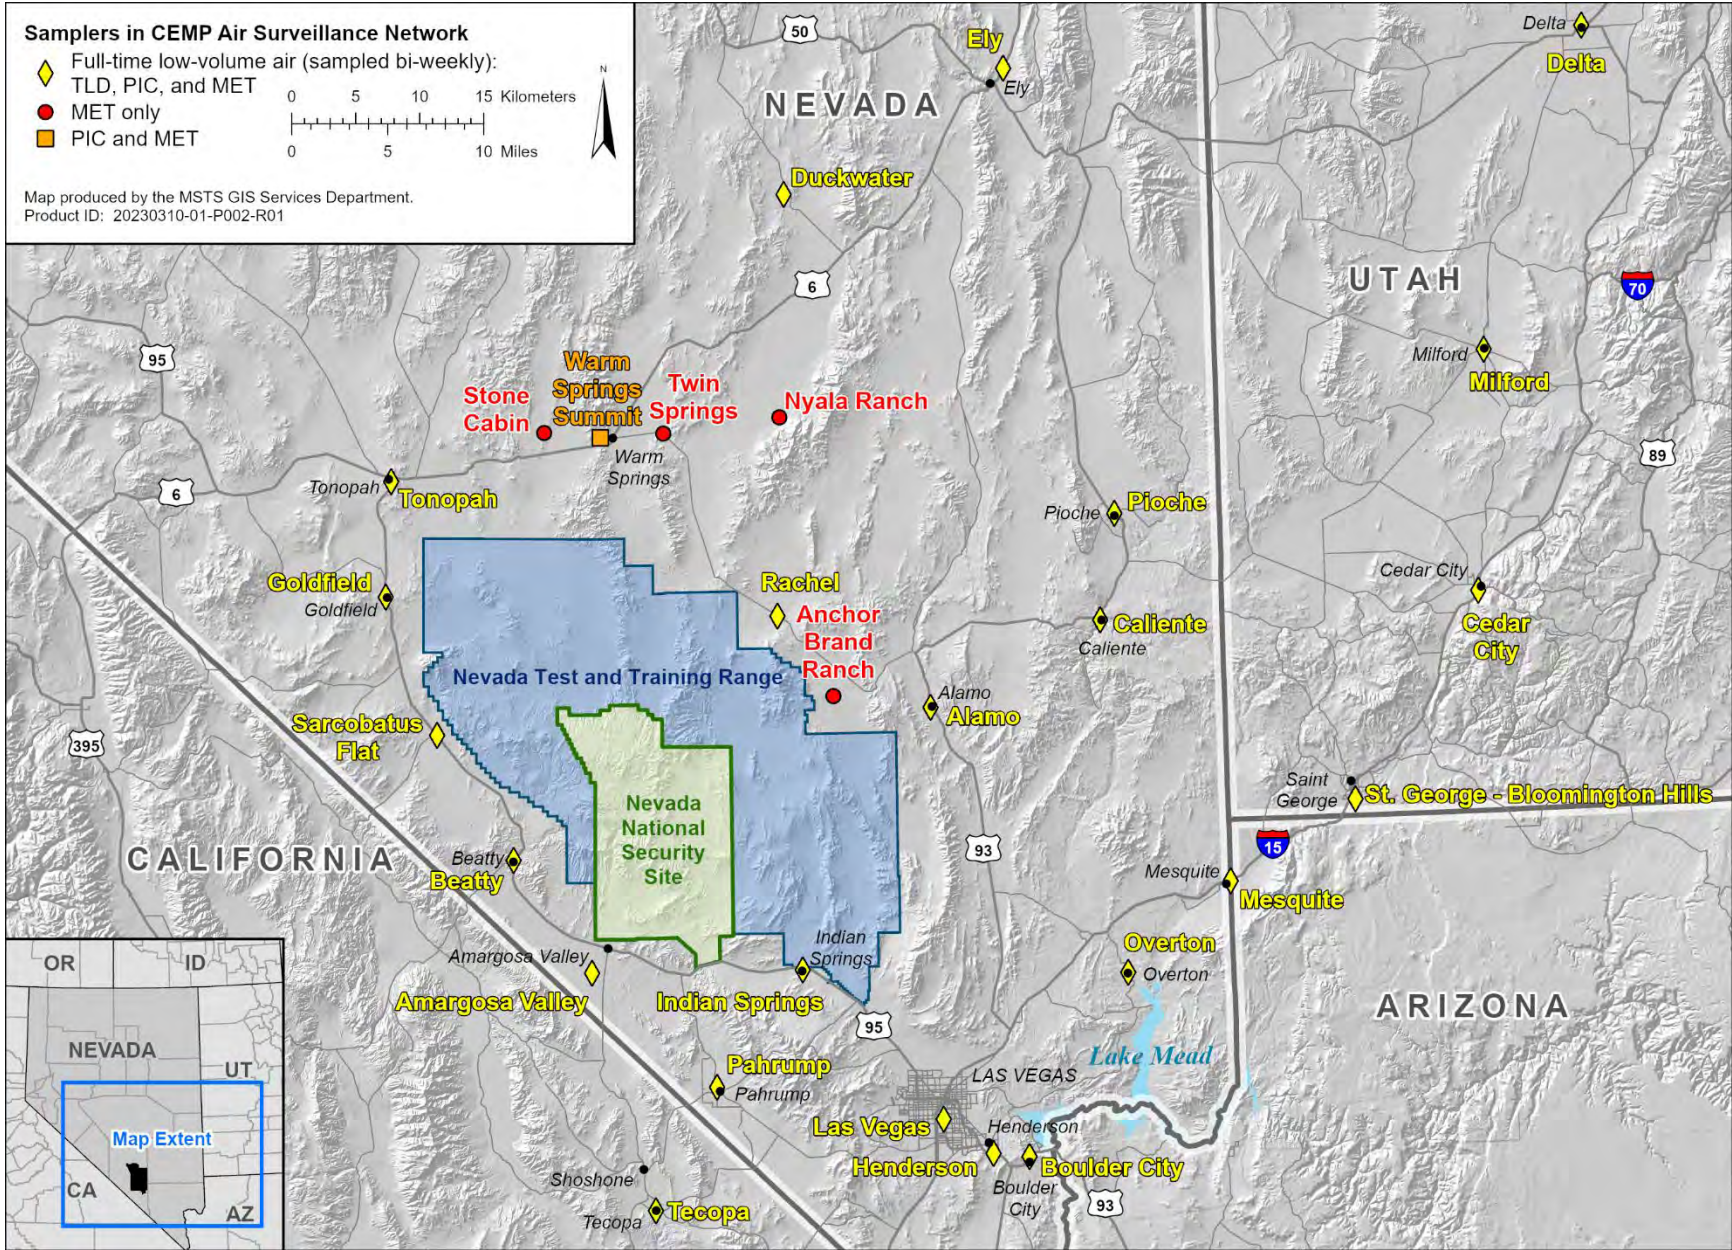 Samplers in CEMP Air Surveillance Network
Full-time low-volume air (sampled bi-weekly):
TLD, PIC, and MET
MET only
PIC and MET
0 5 10 15 Kilometers
0 5 10 Miles
N
Map produced by the MSTS GIS Services Department.
Product ID: 20230310-01-P002-R01
50
Ely
Ely
Delta
Delta
NEVADA
Duckwater
6
UTAH
70
95
Milford
Milford
Warm
Springs
Summit
Stone
Cabin
Twin
Springs
Nyala Ranch
Warm
Springs
89
6
Tonopah
Tonopah
Pioche
Pioche
Goldfield
Goldfield
Rachel
Anchor
Brand
Ranch
Caliente
Caliente
Cedar City
Cedar
City
Nevada Test and Training Range
Alamo
Alamo
Sarcobatus
Flat
395
Nevada
National
Security
Site
Saint
George
St. George - Bloomington Hills
15
93
CALIFORNIA
Beatty
Beatty
Mesquite
Mesquite
Indian
Springs
Indian Springs
Amargosa Valley
Amargosa Valley
Overton
Overton
ARIZONA
95
Lake Mead
Pahrump
Pahrump
LAS VEGAS
Las Vegas
Henderson
Henderson
Boulder City
Boulder
City
93
Shoshone
Tecopa
Tecopa
OR
ID
NEVADA
UT
Map Extent
CA
AZ